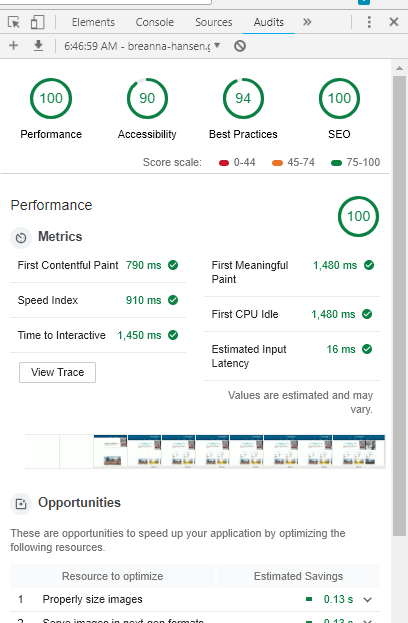 Elements Console Sources Audits »
6:46:59 AM - breanna-hansen.g
100 90 94 100
Performance Accessibility Best Practices SEO
Score scale: 0-44 45-74 75-100
Performance 100
Metrics
First Contentful Paint 790 ms
Speed Index 910 ms
Time to Interactive 1,450 ms
View Trace
First Meaningful
Paint 1,480 ms
First CPU Idle 1,480 ms
Estimated Input
Latency 16 ms
Values are estimated and may
vary.
Opportunities
These are opportunities to speed up your application by optimizing the
following resources.
Resource to optimize Estimated Savings
1 Properly size images 0.13 s
2 Serve images in next-gen formats 0.13 s